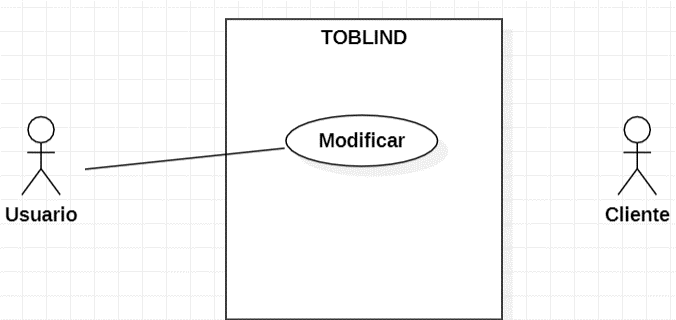 TOBLIND
Modificar
Usuario
Cliente